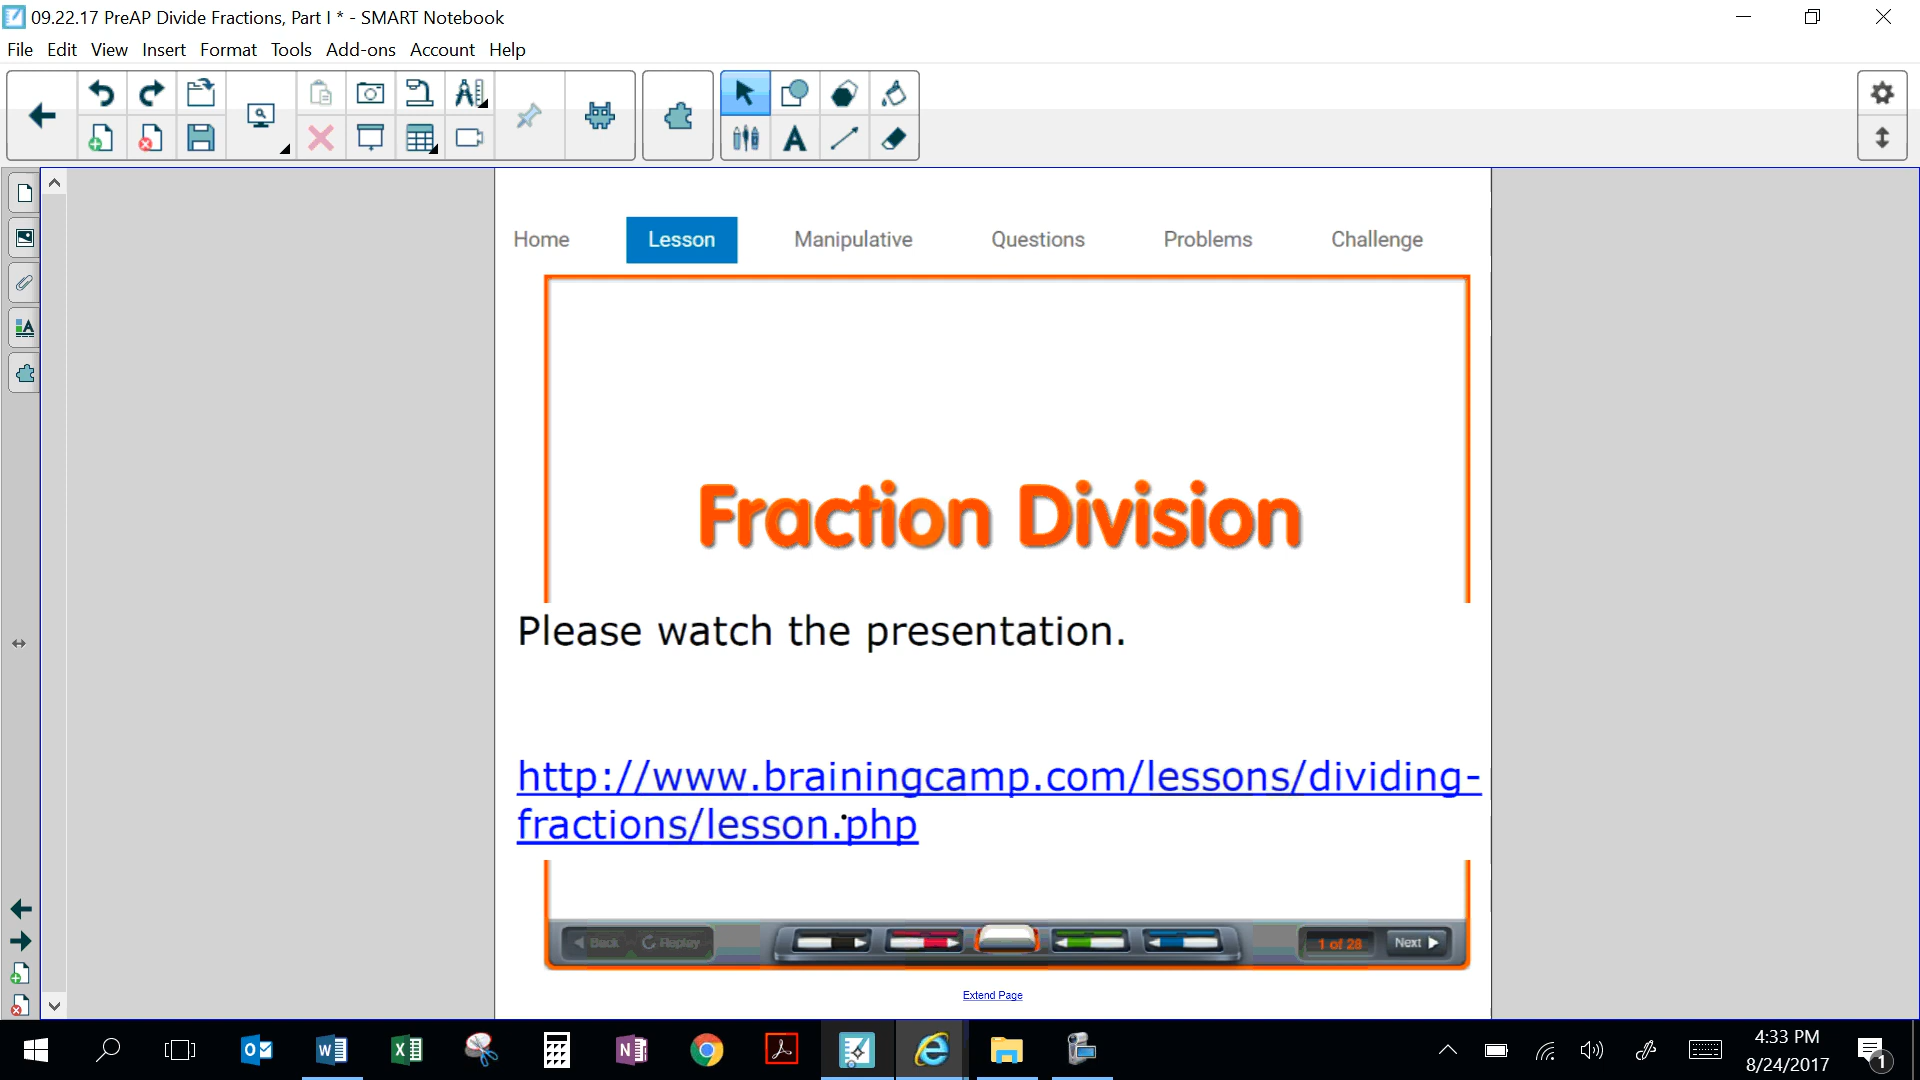 09.22.17 PreAP Divide Fractions, Part I * - SMART Notebook
File Edit View Insert Format Tools Add-ons Account Help
Home Lesson Manipulative Questions Problems Challenge
Fraction Division
Please watch the presentation.
http://www.brainingcamp.com/lessons/dividing-
fractions/lesson.php
Back Replay 1 of 28 Next
Extend Page
4:33 PM
8/24/2017
1